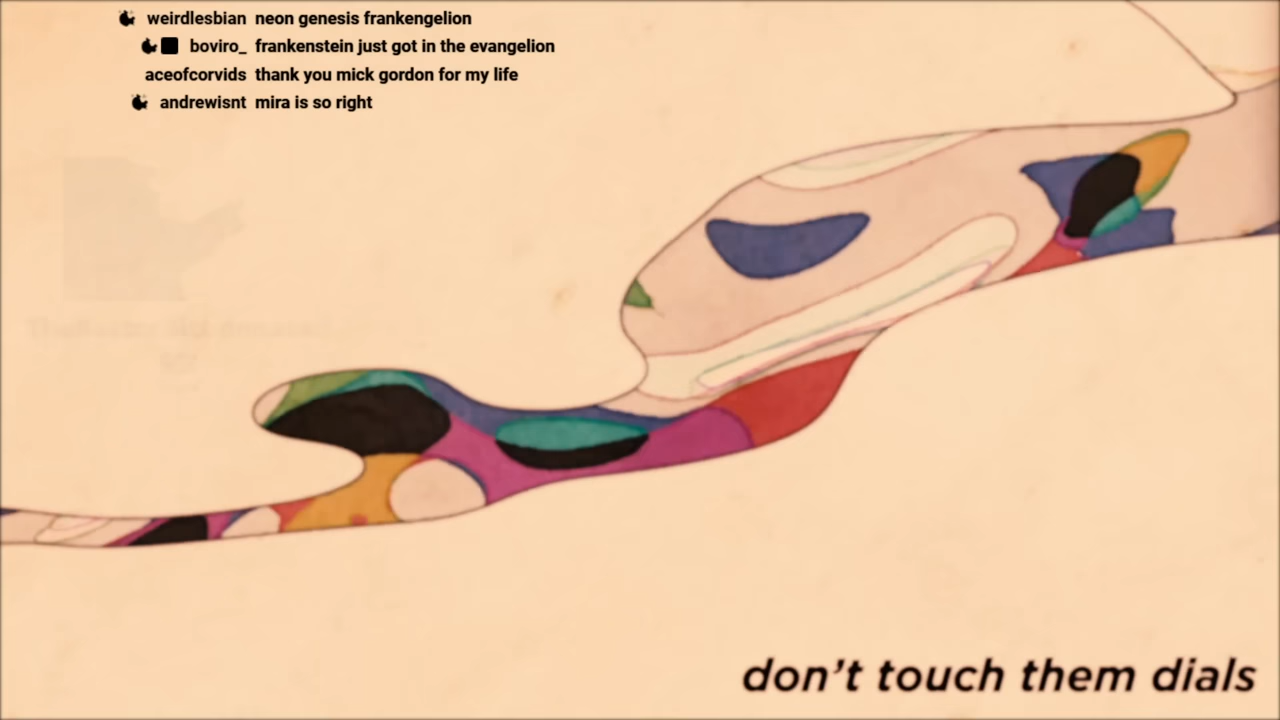 weirdlesbian neon genesis frankengelion
boviro_ frankenstein just got in the evangelion
aceofcorvids thank you mick gordon for my life
andrewisnt mira is so right
don't touch them dials